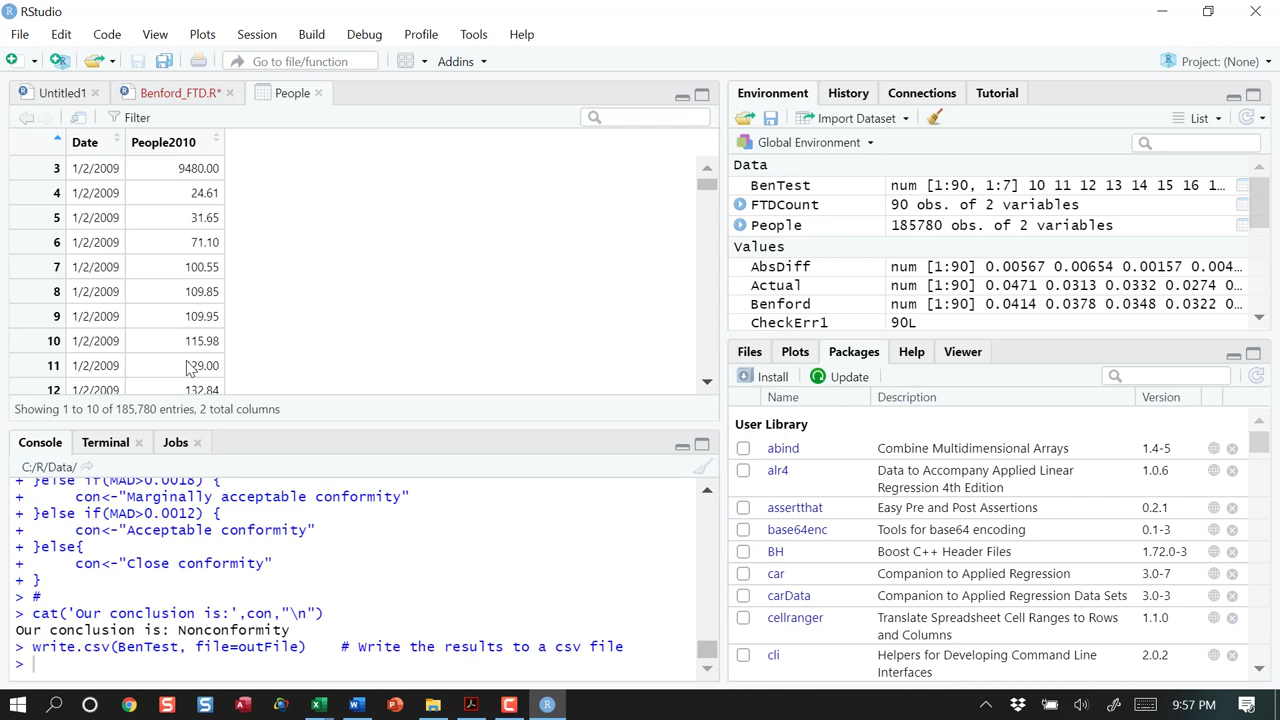 RStudio
File Edit Code View Plots Session Build Debug Profile Tools Help
Go to file/function Addins Project: (None)
Untitled1 Benford_FTD.R* People
Filter
Date People2010
3 1/2/2009 9480.00
4 1/2/2009 24.61
5 1/2/2009 31.65
6 1/2/2009 71.10
7 1/2/2009 100.55
8 1/2/2009 109.85
9 1/2/2009 109.95
10 1/2/2009 115.98
11 1/2/2009
12 1/2/2009 132.84
Showing 1 to 10 of 185,780 entries, 2 total columns
Console Terminal Jobs
C:/R/Data/
+ }else if(MAD>0.0018) {
+ con<-"Marginally acceptable conformity"
+ }else if(MAD>0.0012) {
+ con<-"Acceptable conformity"
+ }else{
+ con<-"Close conformity"
+ }
> #
> cat('Our conclusion is:',con,"\n")
Our conclusion is: Nonconformity
> write.csv(BenTest, file=outFile) # Write the results to a csv file
>
Environment History Connections Tutorial
Import Dataset List
Global Environment
Data
BenTest num [1:90, 1:7] 10 11 12 13 14 15 16 1…
FTDCount 90 obs. of 2 variables
People 185780 obs. of 2 variables
Values
AbsDiff num [1:90] 0.00567 0.00654 0.00157 0.004…
Actual num [1:90] 0.0471 0.0313 0.0332 0.0274 0…
Benford num [1:90] 0.0414 0.0378 0.0348 0.0322 0…
CheckErr1 90L
Files Plots Packages Help Viewer
Install Update
Name Description Version
User Library
abind Combine Multidimensional Arrays 1.4-5
alr4 Data to Accompany Applied Linear Regression 4th Edition 1.0.6
assertthat Easy Pre and Post Assertions 0.2.1
base64enc Tools for base64 encoding 0.1-3
BH Boost C++ Header Files 1.72.0-3
car Companion to Applied Regression 3.0-7
carData Companion to Applied Regression Data Sets 3.0-3
cellranger Translate Spreadsheet Cell Ranges to Rows and Columns 1.1.0
cli Helpers for Developing Command Line Interfaces 2.0.2
9:57 PM